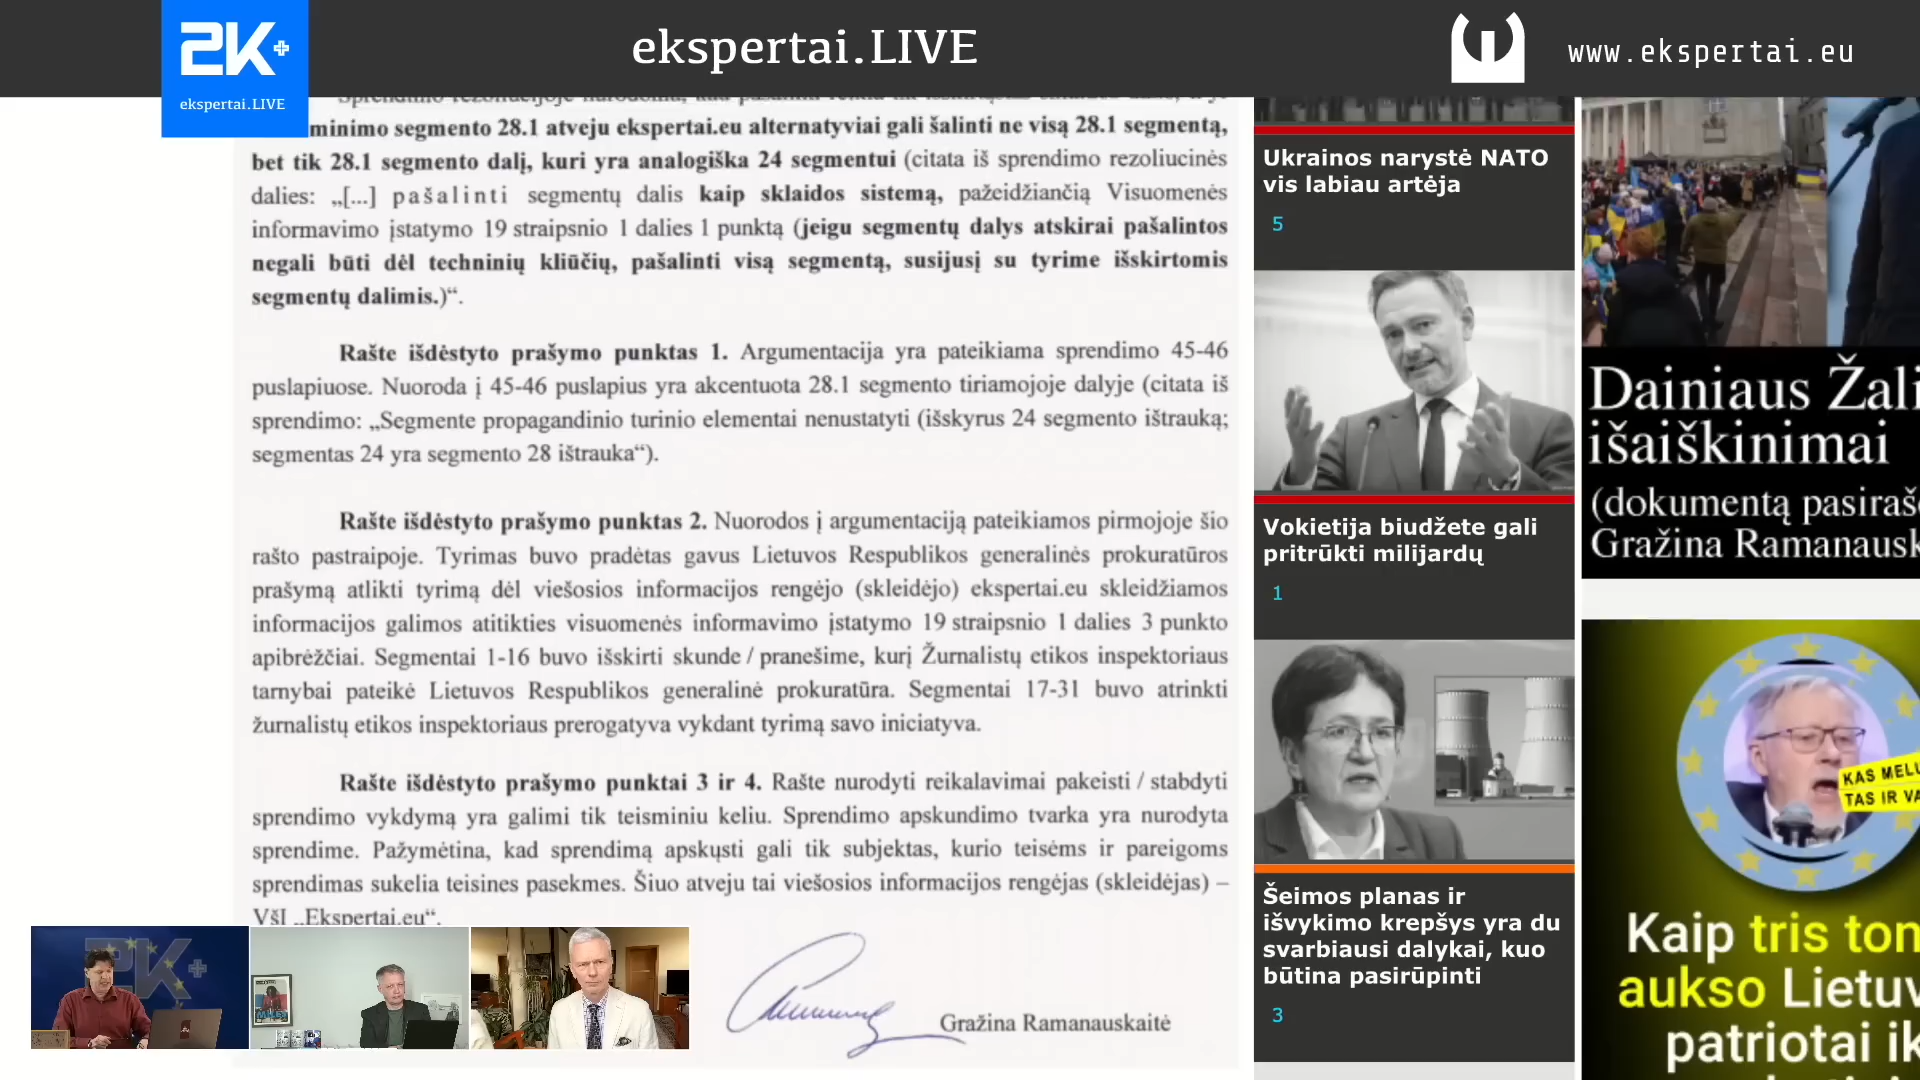 2K+
ekspertai.LIVE
ekspertai.LIVE
www.ekspertai.eu
minimo segmento 28.1 atveju ekspertai.eu alternatyviai gali šalinti ne visą 28.1 segmentą,
bet tik 28.1 segmento dalį, kuri yra analogiška 24 segmentui (citata iš sprendimo rezoliucinės
dalies: „[...] pašalinti segmentų dalis kaip sklaidos sistemą, pažeidžiančią Visuomenės
informavimo įstatymo 19 straipsnio 1 dalies 1 punktą (jeigu segmentų dalys atskirai pašalintos
negali būti dėl techninių kliūčių, pašalinti visą segmentą, susijusį su tyrime išskirtomis
segmentų dalimis.)“.
Rašte išdėstyto prašymo punktas 1. Argumentacija yra pateikiama sprendimo 45-46
puslapiuose. Nuoroda į 45-46 puslapius yra akcentuota 28.1 segmento tiriamojoje dalyje (citata iš
sprendimo: „Segmente propagandinio turinio elementai nenustatyti (išskyrus 24 segmento ištrauką;
segmentas 24 yra segmento 28 ištrauka“).
Rašte išdėstyto prašymo punktas 2. Nuorodos į argumentaciją pateikiamos pirmojoje šio
rašto pastraipoje. Tyrimas buvo pradėtas gavus Lietuvos Respublikos generalinės prokuratūros
prašymą atlikti tyrimą dėl viešosios informacijos rengėjo (skleidėjo) ekspertai.eu skleidžiamos
informacijos galimos atitikties visuomenės informavimo įstatymo 19 straipsnio 1 dalies 3 punkto
apibrėžčiai. Segmentai 1-16 buvo išskirti skunde / pranešime, kurį Žurnalistų etikos inspektoriaus
tarnybai pateikė Lietuvos Respublikos generalinė prokuratūra. Segmentai 17-31 buvo atrinkti
žurnalistų etikos inspektoriaus prerogatyva vykdant tyrimą savo iniciatyva.
Rašte išdėstyto prašymo punktai 3 ir 4. Rašte nurodyti reikalavimai pakeisti / stabdyti
sprendimo vykdymą yra galimi tik teisminiu keliu. Sprendimo apskundimo tvarka yra nurodyta
sprendime. Pažymėtina, kad sprendimą apskųsti gali tik subjektas, kurio teisėms ir pareigoms
sprendimas sukelia teisines pasekmes. Šiuo atveju tai viešosios informacijos rengėjas (skleidėjas) –
VšĮ „Ekspertai.eu“.
Gražina Ramanauskaitė
Ukrainos narystė NATO
vis labiau artėja
5
Vokietija biudžete gali
pritrūkti milijardų
1
Šeimos planas ir
išvykimo krepšys yra du
svarbiausi dalykai, kuo
būtina pasirūpinti
3
Dainiaus Žali
išaiškinimai
(dokumentą pasiraš
Gražina Ramanausk
KAS MELU
TAS IR VA
Kaip tris ton
aukso Lietuv
patriotai ik